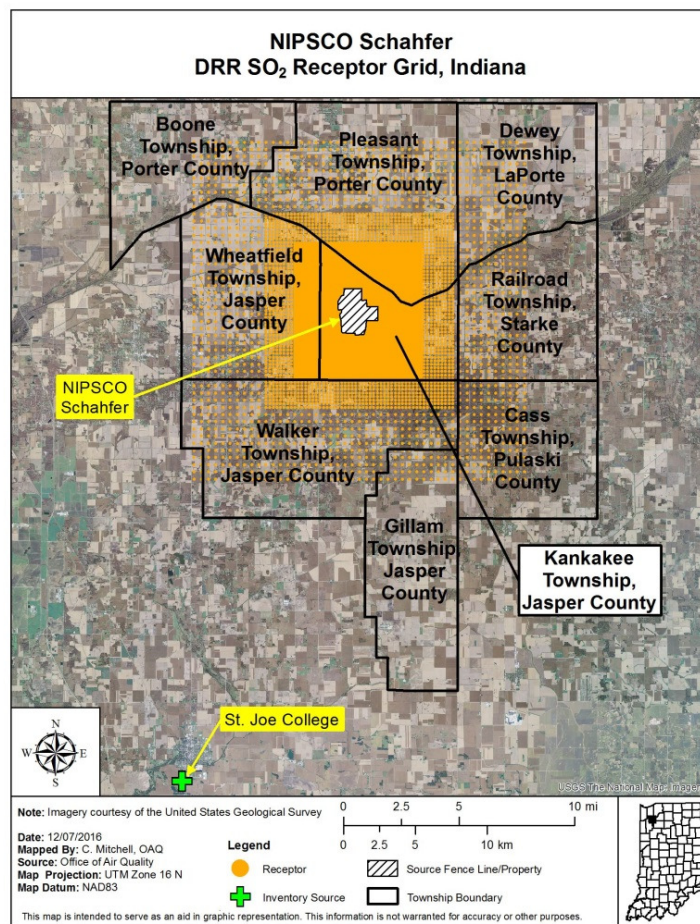 NIPSCO Schahfer
DRR SO₂ Receptor Grid, Indiana
Boone
Township,
Porter County
Pleasant
Township,
Porter County
Dewey
Township,
LaPorte
County
Wheatfield
Township,
Jasper
County
Railroad
Township,
Starke
County
NIPSCO
Schahfer
Walker
Township,
Jasper County
Cass
Township,
Pulaski
County
Gillam
Township,
Jasper
County
Kankakee
Township,
Jasper County
N
W
E
S
St. Joe College
USGS The National Map: Imagery
Note: Imagery courtesy of the United States Geological Survey
Date: 12/07/2016
Mapped By: C. Mitchell, OAQ
Source: Office of Air Quality
Map Projection: UTM Zone 16 N
Map Datum: NAD83
0 2.5 5 10 mi
0 2.5 5 10 km
Legend
Receptor
Source Fence Line/Property
Inventory Source
Township Boundary
This map is intended to serve as an aid in graphic representation. This information is not warranted for accuracy or other purposes.